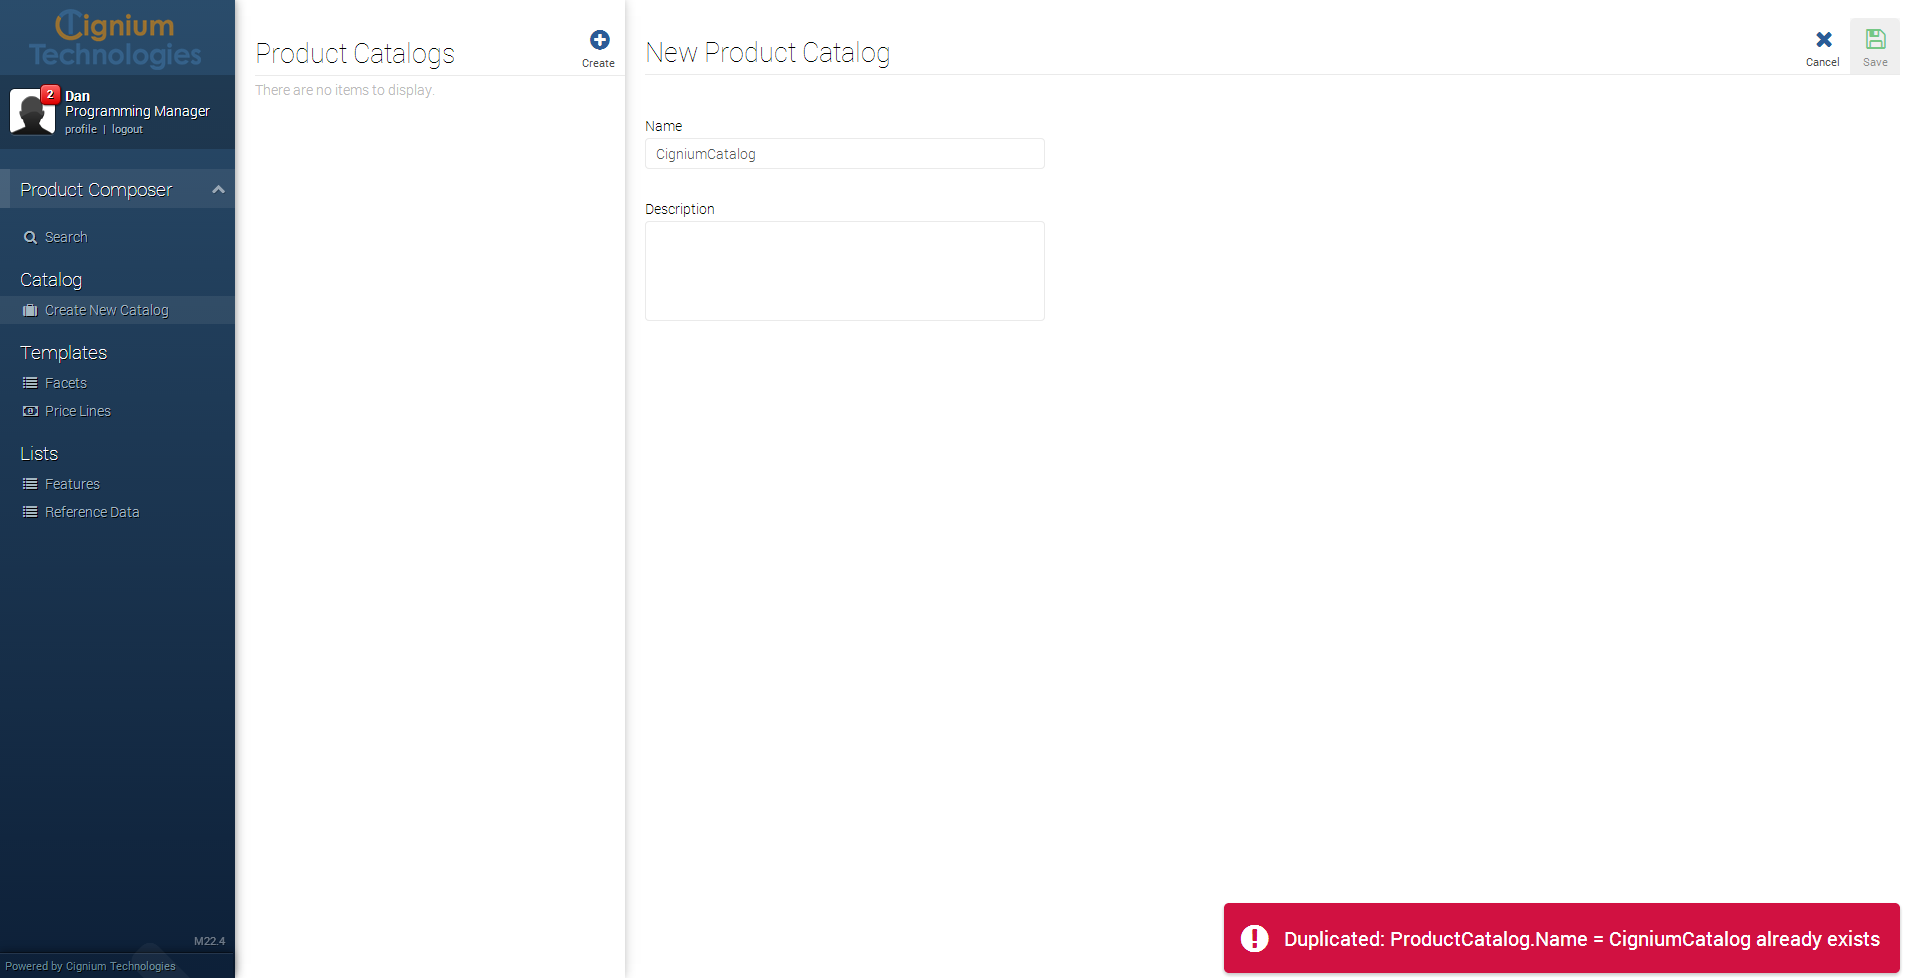 Cignium
Technologies
2
Dan
Programming Manager
profile | logout
Product Composer
Search
Catalog
Create New Catalog
Templates
Facets
Price Lines
Lists
Features
Reference Data
M22.4
Powered by Cignium Technologies
Product Catalogs
Create
There are no items to display.
New Product Catalog
Cancel
Save
Name
CigniumCatalog
Description
Duplicated: ProductCatalog.Name = CigniumCatalog already exists